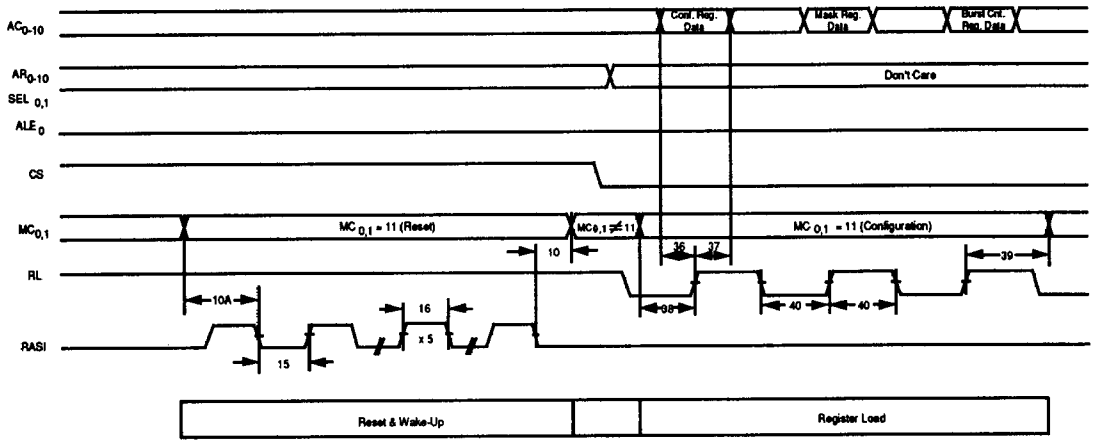 AC0-10
Conf. Reg. Data
Mask Reg. Data
Burst Cnt. Reg. Data
AR0-10
Don't Care
SEL 0,1
ALE 0
CS
MC0,1
MC 0,1 = 11 (Reset)
MC0,1 ≠ 11
MC 0,1 = 11 (Configuration)
10
36
37
RL
39
10A
38
40
40
16
RASI
x 5
15
Reset & Wake-Up
Register Load